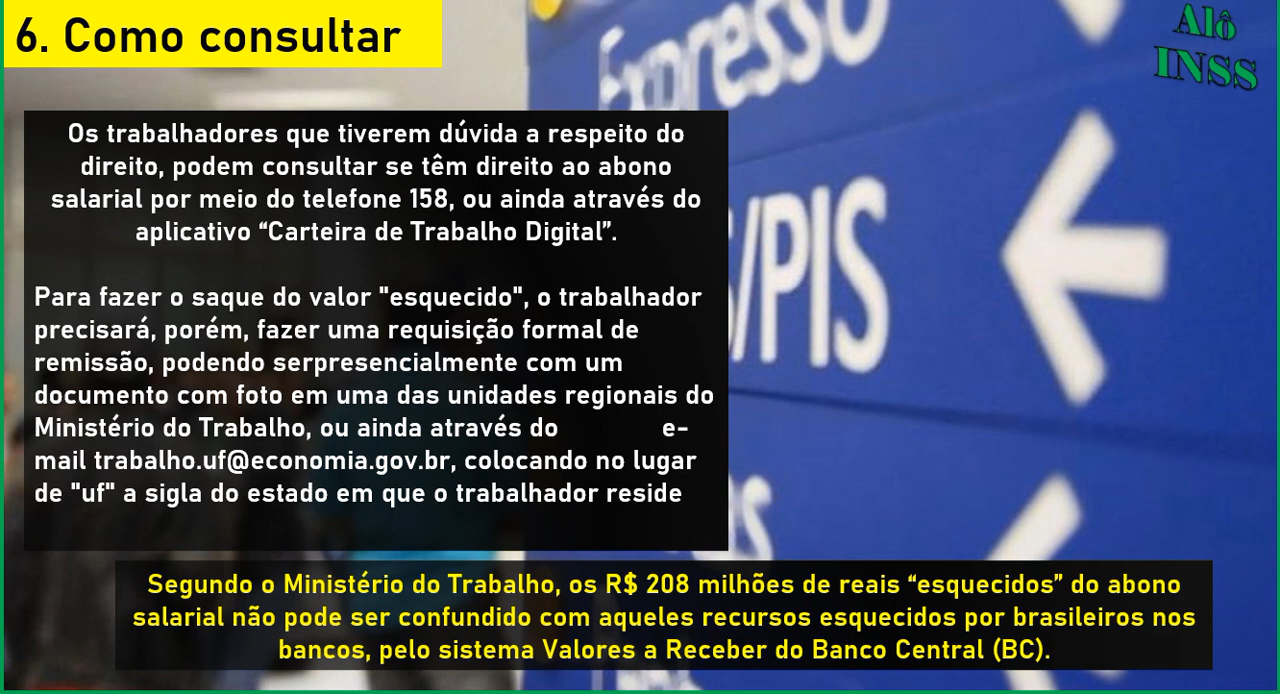 6. Como consultar
Alô
INSS
Expresso
Os trabalhadores que tiverem dúvida a respeito do
direito, podem consultar se têm direito ao abono
salarial por meio do telefone 158, ou ainda através do
aplicativo “Carteira de Trabalho Digital”.
Para fazer o saque do valor "esquecido", o trabalhador
precisará, porém, fazer uma requisição formal de
remissão, podendo serpresencialmente com um
documento com foto em uma das unidades regionais do
Ministério do Trabalho, ou ainda através do e-
mail trabalho.uf@economia.gov.br, colocando no lugar
de "uf" a sigla do estado em que o trabalhador reside
/PIS
Segundo o Ministério do Trabalho, os R$ 208 milhões de reais “esquecidos” do abono
salarial não pode ser confundido com aqueles recursos esquecidos por brasileiros nos
bancos, pelo sistema Valores a Receber do Banco Central (BC).